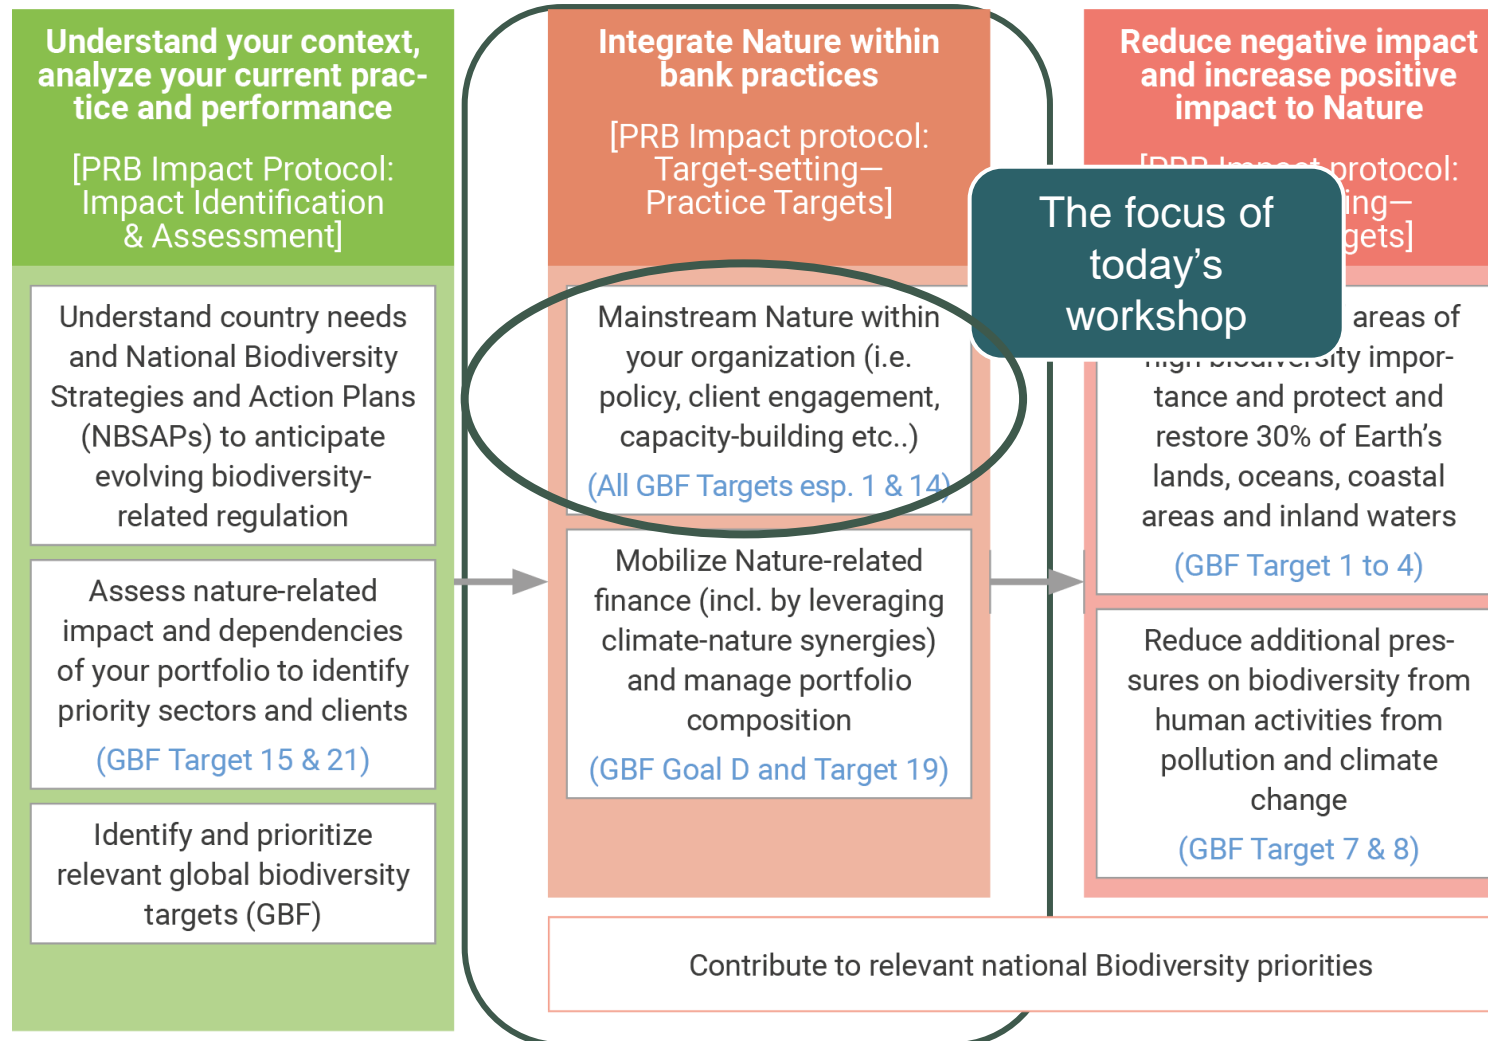 Understand your context,
analyze your current prac-
tice and performance
[PRB Impact Protocol:
Impact Identification
& Assessment]
Understand country needs
and National Biodiversity
Strategies and Action Plans
(NBSAPs) to anticipate
evolving biodiversity-
related regulation
Assess nature-related
impact and dependencies
of your portfolio to identify
priority sectors and clients
(GBF Target 15 & 21)
Identify and prioritize
relevant global biodiversity
targets (GBF)
Integrate Nature within
bank practices
[PRB Impact protocol:
Target-setting—
Practice Targets]
Mainstream Nature within
your organization (i.e.
policy, client engagement,
capacity-building etc..)
(All GBF Targets esp. 1 & 14)
Mobilize Nature-related
finance (incl. by leveraging
climate-nature synergies)
and manage portfolio
composition
(GBF Goal D and Target 19)
The focus of
today's
workshop
Reduce negative impact
and increase positive
impact to Nature
[PRB Impact protocol:
areas of
high biodiversity impor-
tance and protect and
restore 30% of Earth's
lands, oceans, coastal
areas and inland waters
(GBF Target 1 to 4)
Reduce additional pres-
sures on biodiversity from
human activities from
pollution and climate
change
(GBF Target 7 & 8)
Contribute to relevant national Biodiversity priorities